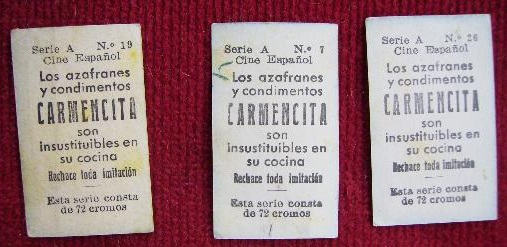 Serie A N.º 19
Cine Español
Los azafranes
y condimentos
CARMENCITA
son
insustituibles en
su cocina
Rechace toda imitación
Esta serie consta
de 72 cromos
Serie A N.º 7
Cine Español
Los azafranes
y condimentos
CARMENCITA
son
insustituibles en
su cocina
Rechace toda imitación
Esta serie consta
de 72 cromos
Serie A N.º 26
Cine Español
Los azafranes
y condimentos
CARMENCITA
son
insustituibles en
su cocina
Rechace toda imitación
Esta serie consta
de 72 cromos